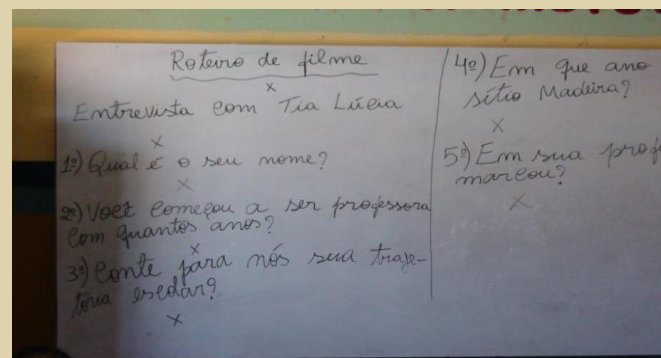 Roteiro de filme
x
Entrevista com Tia Lúcia
x
1º) Qual é o seu nome?
x
2º) Você começou a ser professora
com quantos anos?
x
3º) Conte para nós sua traje-
tória escolar?
x
4º) Em que ano
sítio Madeira?
x
5º) Em sua
marcou?
x